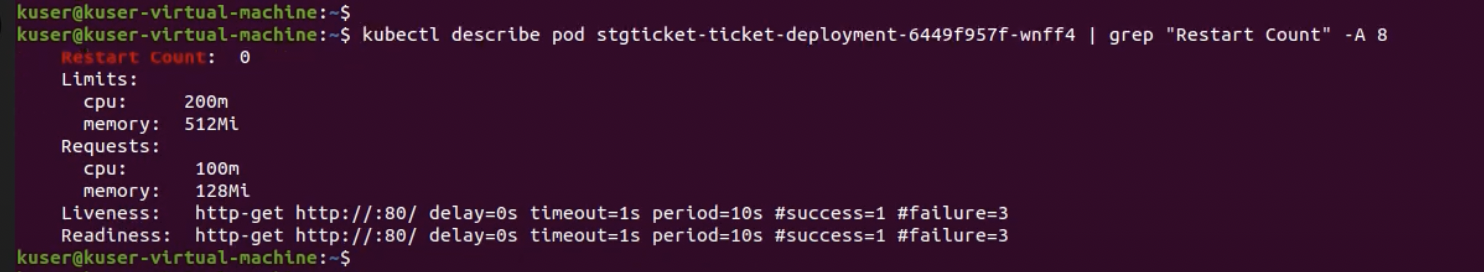 kuser@kuser-virtual-machine:~$
kuser@kuser-virtual-machine:~$ kubectl describe pod stgticket-ticket-deployment-6449f957f-wnff4 | grep "Restart Count" -A 8
    Restart Count:  0
    Limits:
      cpu:     200m
      memory:  512Mi
    Requests:
      cpu:      100m
      memory:   128Mi
    Liveness:   http-get http://:80/ delay=0s timeout=1s period=10s #success=1 #failure=3
    Readiness:  http-get http://:80/ delay=0s timeout=1s period=10s #success=1 #failure=3
kuser@kuser-virtual-machine:~$